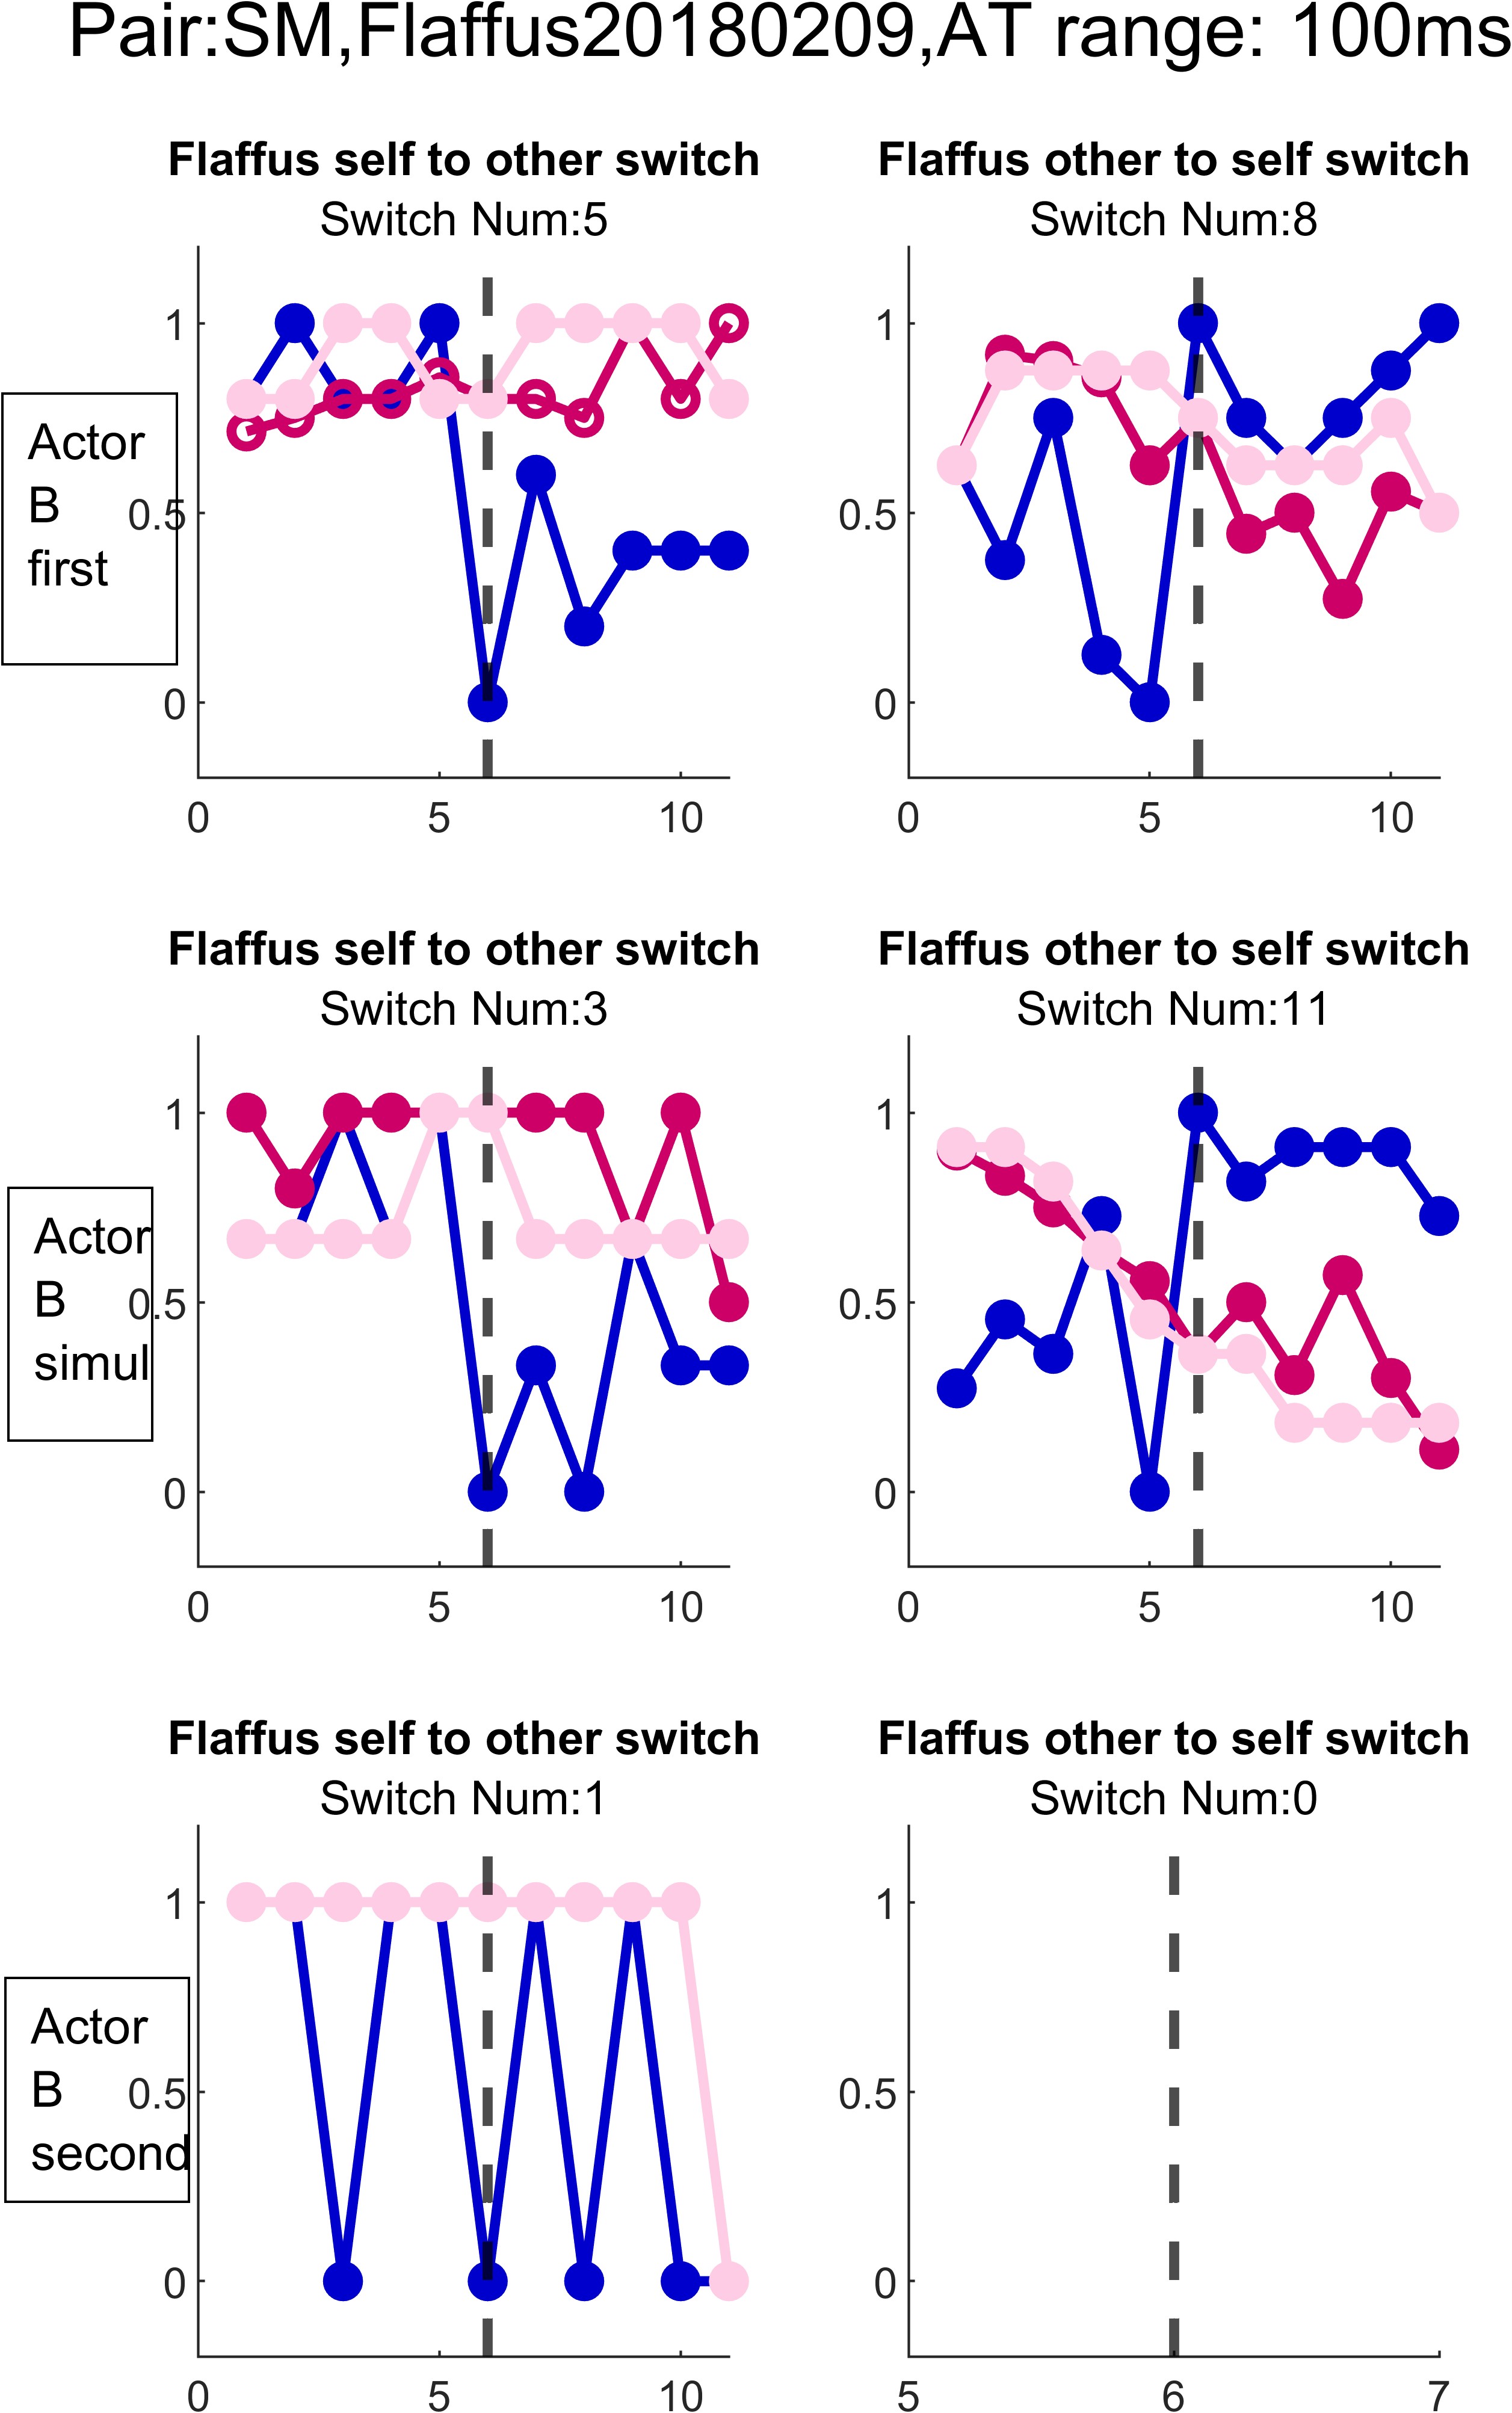 Pair:SM,Flaffus20180209,AT range: 100ms
Flaffus self to other switch
Switch Num:5
1
0.5
0
0 5 10
Actor
B
first
Flaffus other to self switch
Switch Num:8
1
0.5
0
0 5 10
Flaffus self to other switch
Switch Num:3
1
0.5
0
0 5 10
Actor
B
simul
Flaffus other to self switch
Switch Num:11
1
0.5
0
0 5 10
Flaffus self to other switch
Switch Num:1
1
0.5
0
0 5 10
Actor
B
second
Flaffus other to self switch
Switch Num:0
1
0.5
0
5 6 7